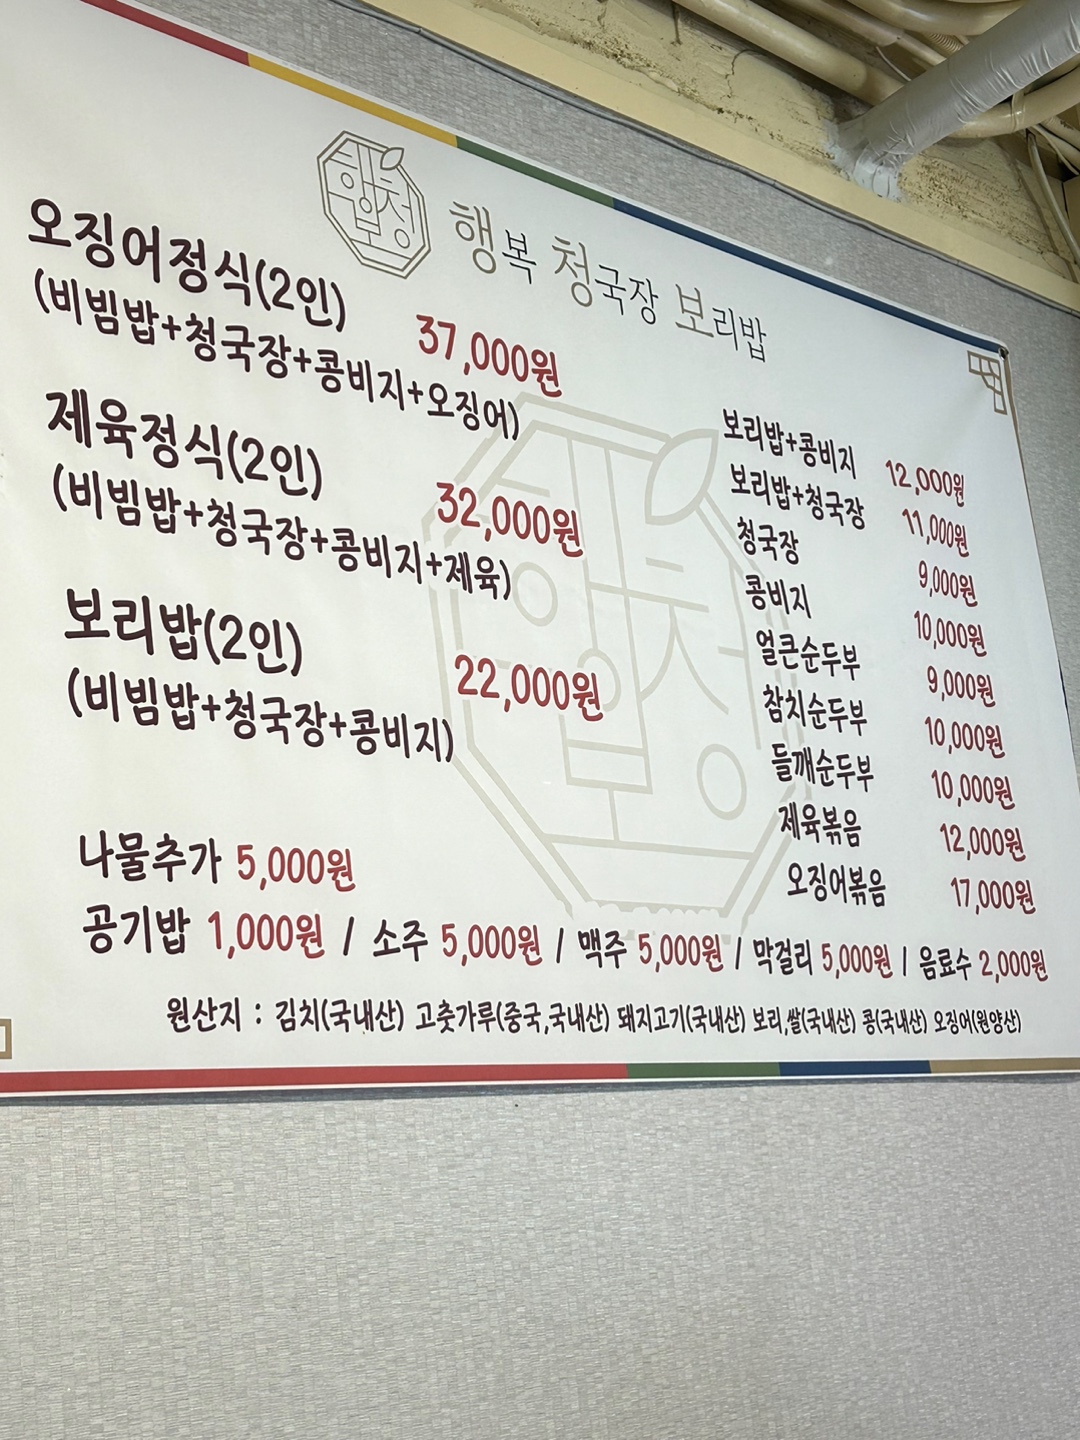 행복 청국장 보리밥
오징어정식(2인)
37,000원
(비빔밥+청국장+콩비지+오징어)
제육정식(2인)
32,000원
(비빔밥+청국장+콩비지+제육)
보리밥(2인)
22,000원
(비빔밥+청국장+콩비지)
보리밥+콩비지 12,000원
보리밥+청국장 11,000원
청국장 9,000원
콩비지 10,000원
얼큰순두부 9,000원
참치순두부 10,000원
들깨순두부 10,000원
제육볶음 12,000원
오징어볶음 17,000원
나물추가 5,000원
공기밥 1,000원 / 소주 5,000원 / 맥주 5,000원 / 막걸리 5,000원 / 음료수 2,000원
원산지 : 김치(국내산) 고춧가루(중국,국내산) 돼지고기(국내산) 보리,쌀(국내산) 콩(국내산) 오징어(원양산)